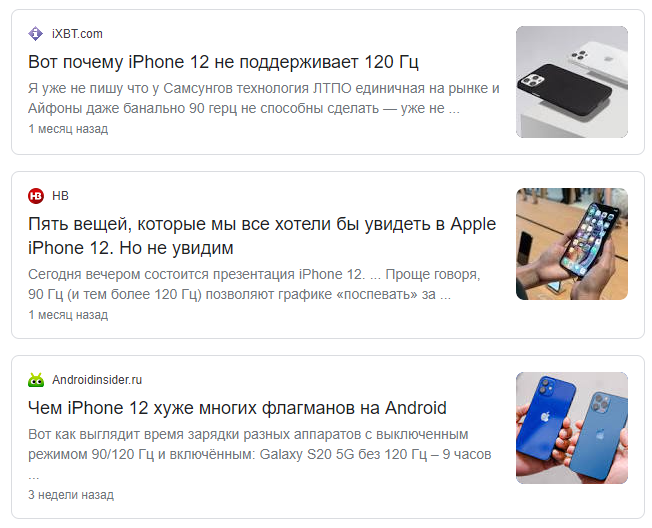 iXBT.com
Вот почему iPhone 12 не поддерживает 120 Гц
Я уже не пишу что у Самсунгов технология ЛТПО единичная на рынке и
Айфоны даже банально 90 герц не способны сделать — уже не ...
1 месяц назад
НВ
НВ
Пять вещей, которые мы все хотели бы увидеть в Apple
iPhone 12. Но не увидим
Сегодня вечером состоится презентация iPhone 12. ... Проще говоря,
90 Гц (и тем более 120 Гц) позволяют графике «поспевать» за ...
1 месяц назад
Androidinsider.ru
Чем iPhone 12 хуже многих флагманов на Android
Вот как выглядит время зарядки разных аппаратов с выключенным
режимом 90/120 Гц и включённым: Galaxy S20 5G без 120 Гц – 9 часов
...
3 недели назад